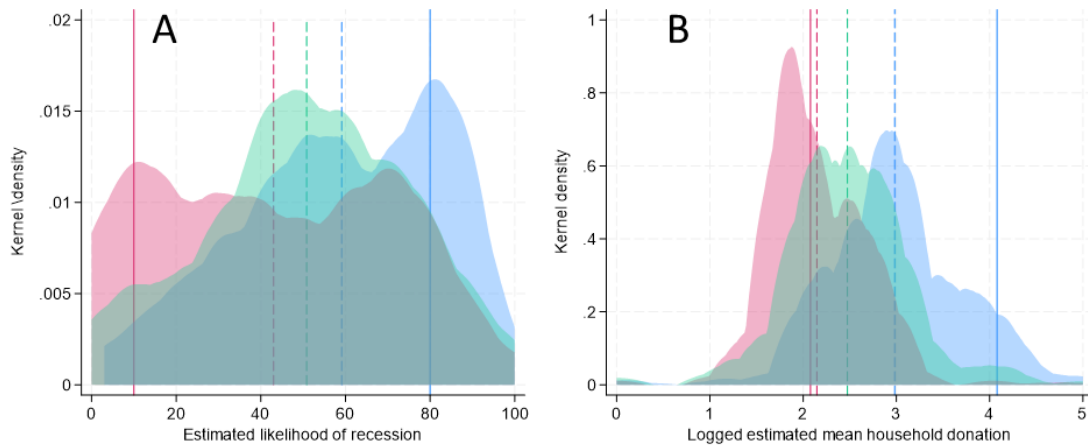 A
.02
.015
.01
.005
0
Kernel \density
0 20 40 60 80 100
Estimated likelihood of recession
B
1
.8
.6
.4
.2
0
Kernel density
0 1 2 3 4 5
Logged estimated mean household donation